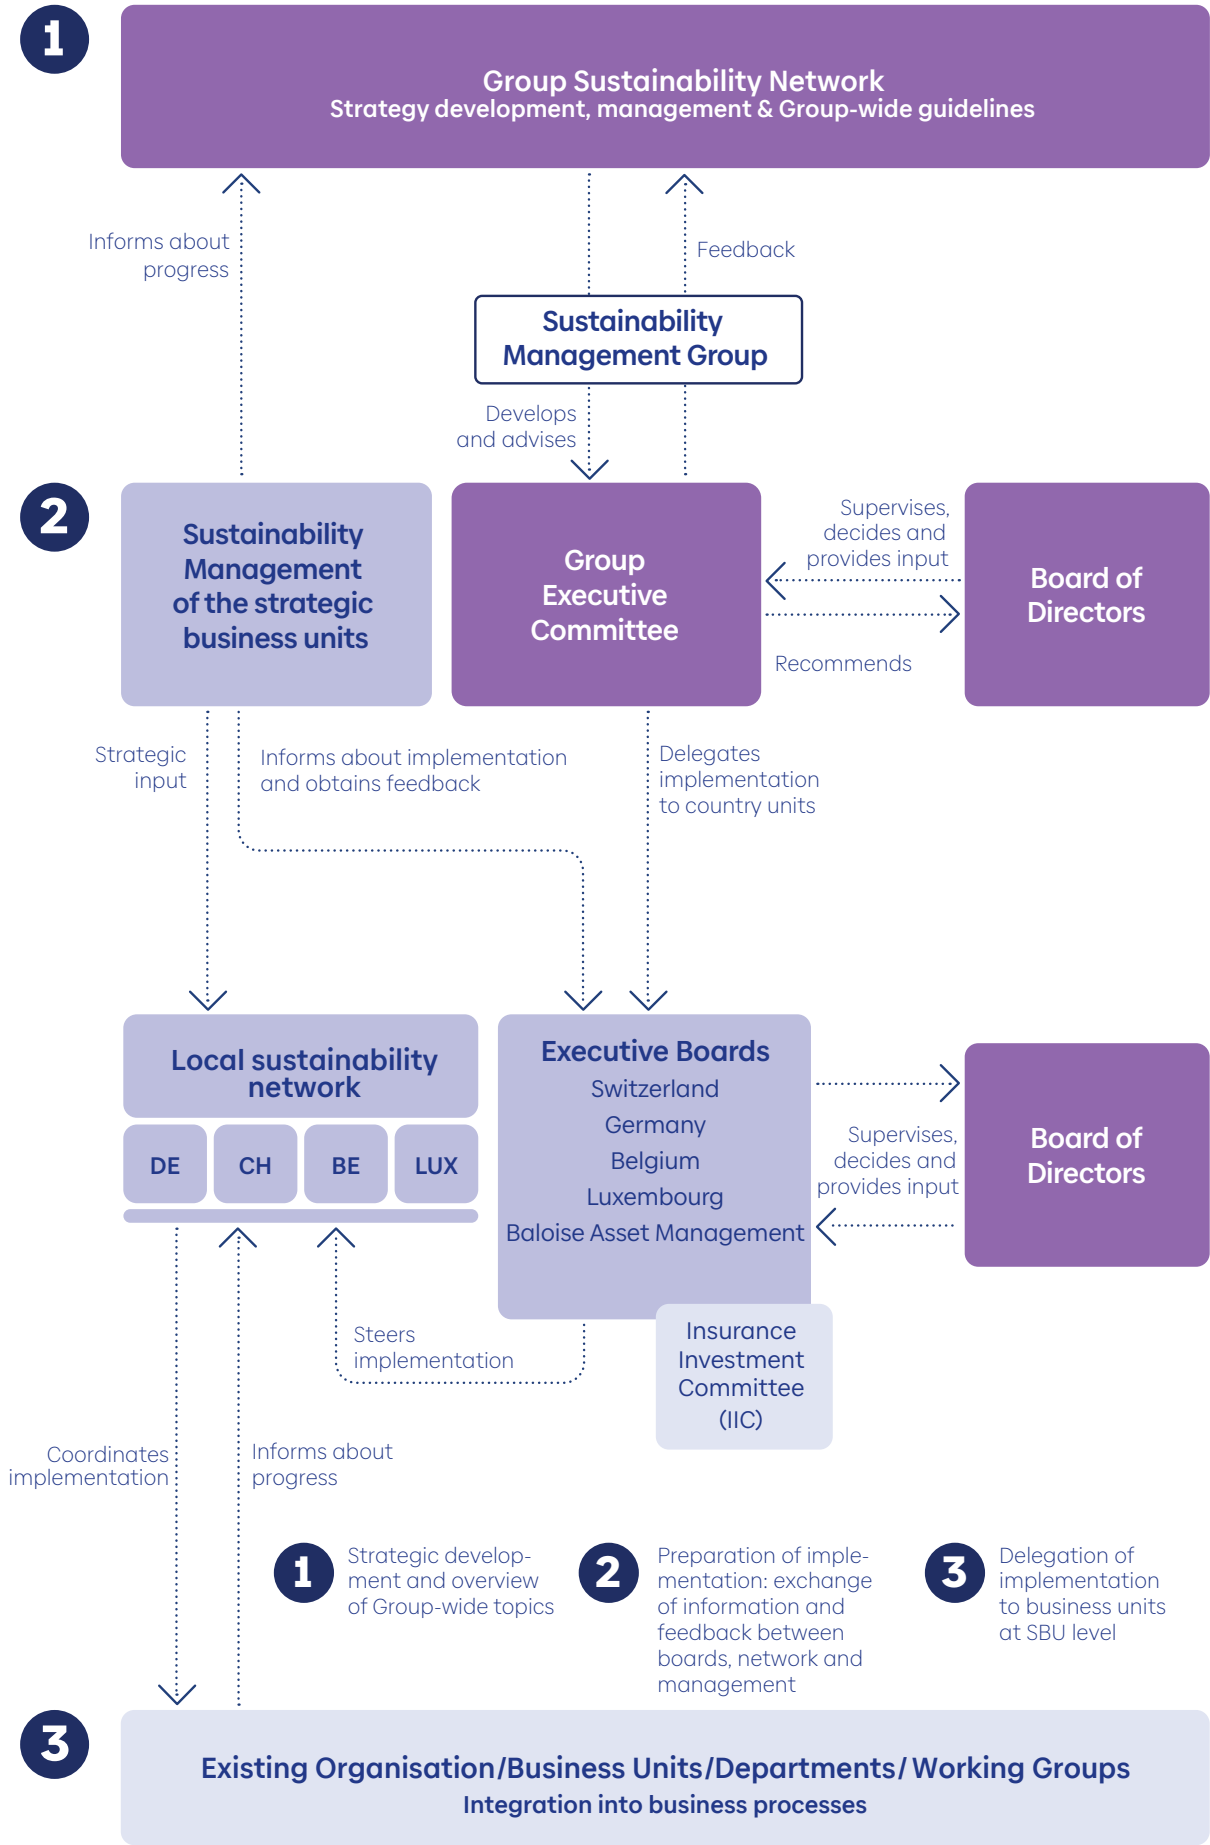 1
Group Sustainability Network
Strategy development, management & Group-wide guidelines
Informs about
progress
Feedback
Sustainability
Management Group
Develops
and advises
2
Sustainability
Management
of the strategic
business units
Group
Executive
Committee
Supervises,
decides and
provides input
Recommends
Board of
Directors
Strategic
input
Informs about implementation
and obtains feedback
Delegates
implementation
to country units
Local sustainability
network
DE
CH
BE
LUX
Executive Boards
Switzerland
Germany
Belgium
Luxembourg
Baloise Asset Management
Supervises,
decides and
provides input
Board of
Directors
Insurance
Investment
Committee
(IIC)
Steers
implementation
Coordinates
implementation
Informs about
progress
1
Strategic develop-
ment and overview
of Group-wide topics
2
Preparation of imple-
mentation: exchange
of information and
feedback between
boards, network and
management
3
Delegation of
implementation
to business units
at SBU level
3
Existing Organisation/Business Units/Departments/Working Groups
Integration into business processes